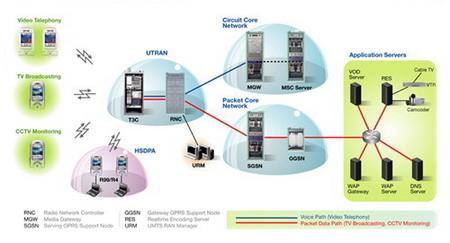 Video Telephony
TV Broadcasting
CCTV Monitoring
UTRAN
T3C
RNC
URM
HSDPA
R99/R4
Circuit Core
Network
MGW
MSC Server
Packet Core
Network
SGSN
GGSN
Application Servers
VOD
Server
RES
Cable TV
VTR
Camcoder
WAP
Gateway
WAP
Server
DNS
Server
RNC Radio Network Controller
MGW Media Gateway
SGSN Serving GPRS Support Node
GGSN Gateway GPRS Support Node
RES Realtime Encoding Server
URM UMTS RAN Manager
Voice Path (Video Telephony)
Packet Data Path (TV Broadcasting, CCTV Monitoring)